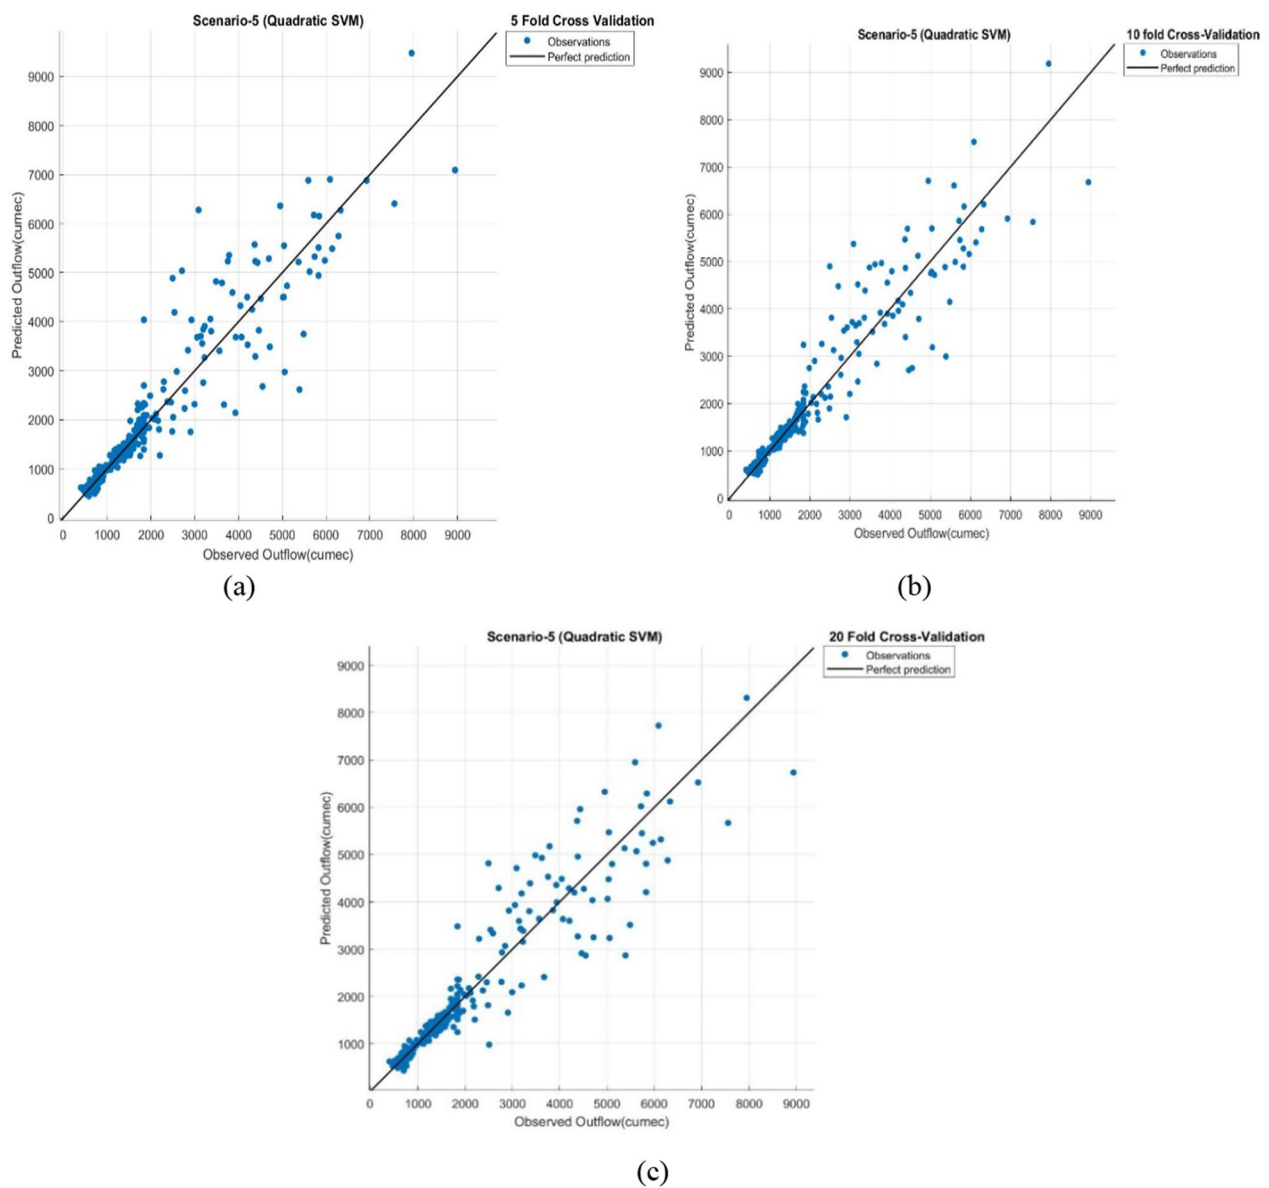 Scenario-5 (Quadratic SVM)
5 Fold Cross Validation
Observations
Perfect prediction
9000
8000
7000
6000
5000
4000
3000
2000
1000
0
Predicted Outflow(cumec)
0 1000 2000 3000 4000 5000 6000 7000 8000 9000
Observed Outflow(cumec)
(a)
Scenario-5 (Quadratic SVM)
10 fold Cross-Validation
Observations
Perfect prediction
9000
8000
7000
6000
5000
4000
3000
2000
1000
0
Predicted Outflow(cumec)
0 1000 2000 3000 4000 5000 6000 7000 8000 9000
Observed Outflow(cumec)
(b)
Scenario-5 (Quadratic SVM)
20 Fold Cross-Validation
Observations
Perfect prediction
9000
8000
7000
6000
5000
4000
3000
2000
1000
Predicted Outflow(cumec)
0 1000 2000 3000 4000 5000 6000 7000 8000 9000
Observed Outflow(cumec)
(c)